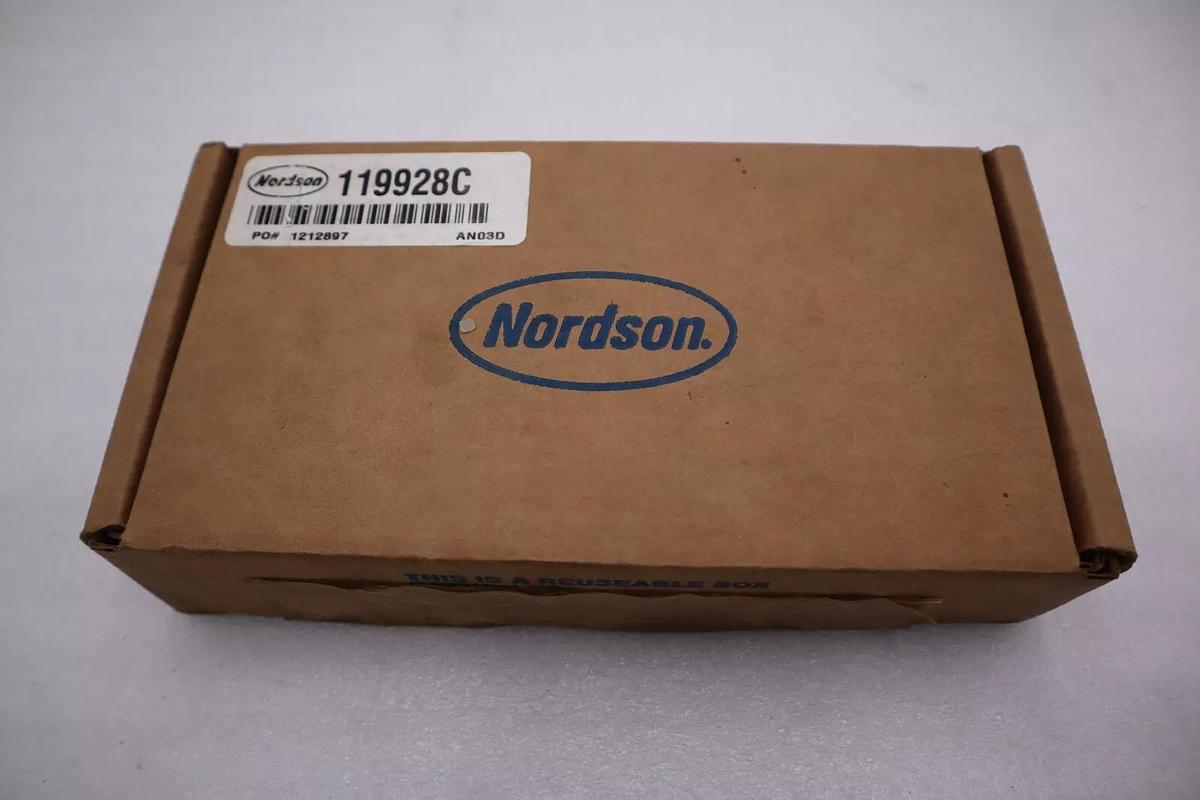 Nordson 119928C
PO# 1212897 AN03D
Nordson.
THIS IS A REUSEABLE BOX